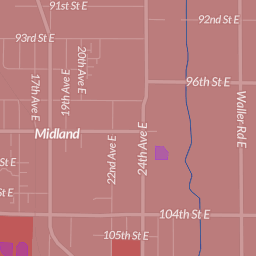 91st St E
92nd St E
93rd St E
20th Ave E
17th Ave E
19th Ave E
96th St E
Waller Rd E
Midland
24th Ave E
22nd Ave E
St E
St E
104th St E
105th St E